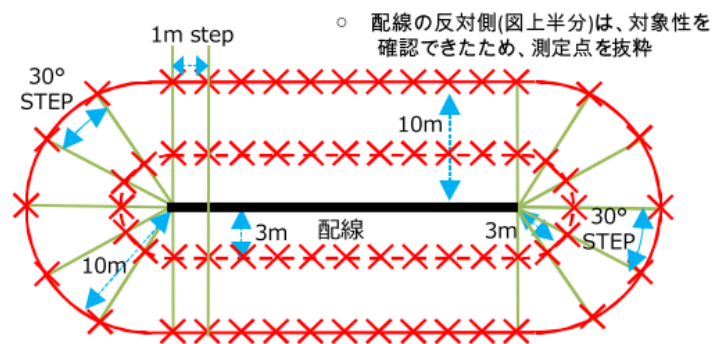 ○ 配線の反対側(図上半分)は、対象性を
確認できたため、測定点を抜粋
1m step
30°
STEP
10m
配線
3m
3m
30°
STEP
10m